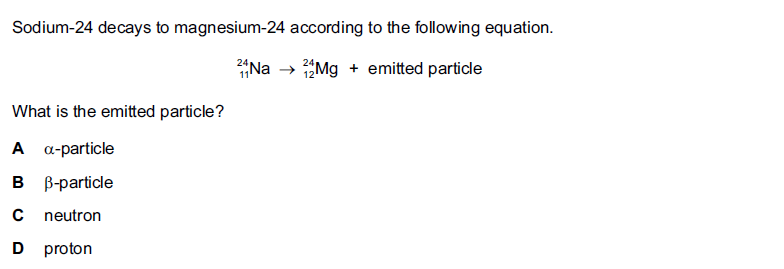 Sodium-24 decays to magnesium-24 according to the following equation.
²⁴₁₁Na → ²⁴₁₂Mg + emitted particle
What is the emitted particle?
A α-particle
B β-particle
C neutron
D proton